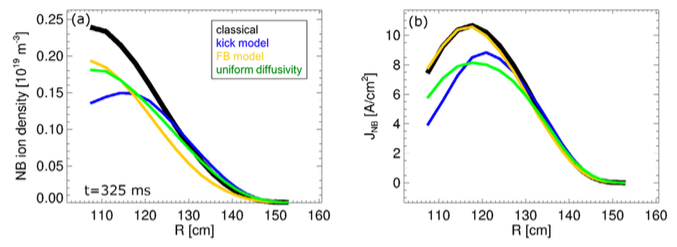 (a)
classical
kick model
FB model
uniform diffusivity
NB ion density [10¹⁹ m⁻³]
0.25
0.20
0.15
0.10
0.05
0.00
t=325 ms
110 120 130 140 150 160
R [cm]
(b)
J_NB [A/cm²]
10
8
6
4
2
0
110 120 130 140 150 160
R [cm]